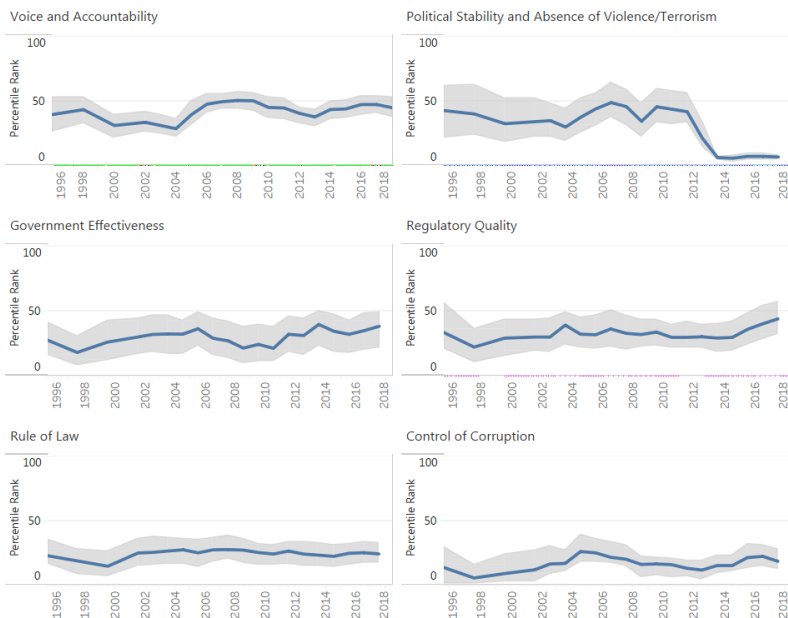 Voice and Accountability
Political Stability and Absence of Violence/Terrorism
Percentile Rank
100
50
0
1996 1998 2000 2002 2004 2006 2008 2010 2012 2014 2016 2018
Percentile Rank
100
50
0
1996 1998 2000 2002 2004 2006 2008 2010 2012 2014 2016 2018
Government Effectiveness
Regulatory Quality
Percentile Rank
100
50
0
1996 1998 2000 2002 2004 2006 2008 2010 2012 2014 2016 2018
Percentile Rank
100
50
0
1996 1998 2000 2002 2004 2006 2008 2010 2012 2014 2016 2018
Rule of Law
Control of Corruption
Percentile Rank
100
50
0
1996 1998 2000 2002 2004 2006 2008 2010 2012 2014 2016 2018
Percentile Rank
100
50
0
1996 1998 2000 2002 2004 2006 2008 2010 2012 2014 2016 2018